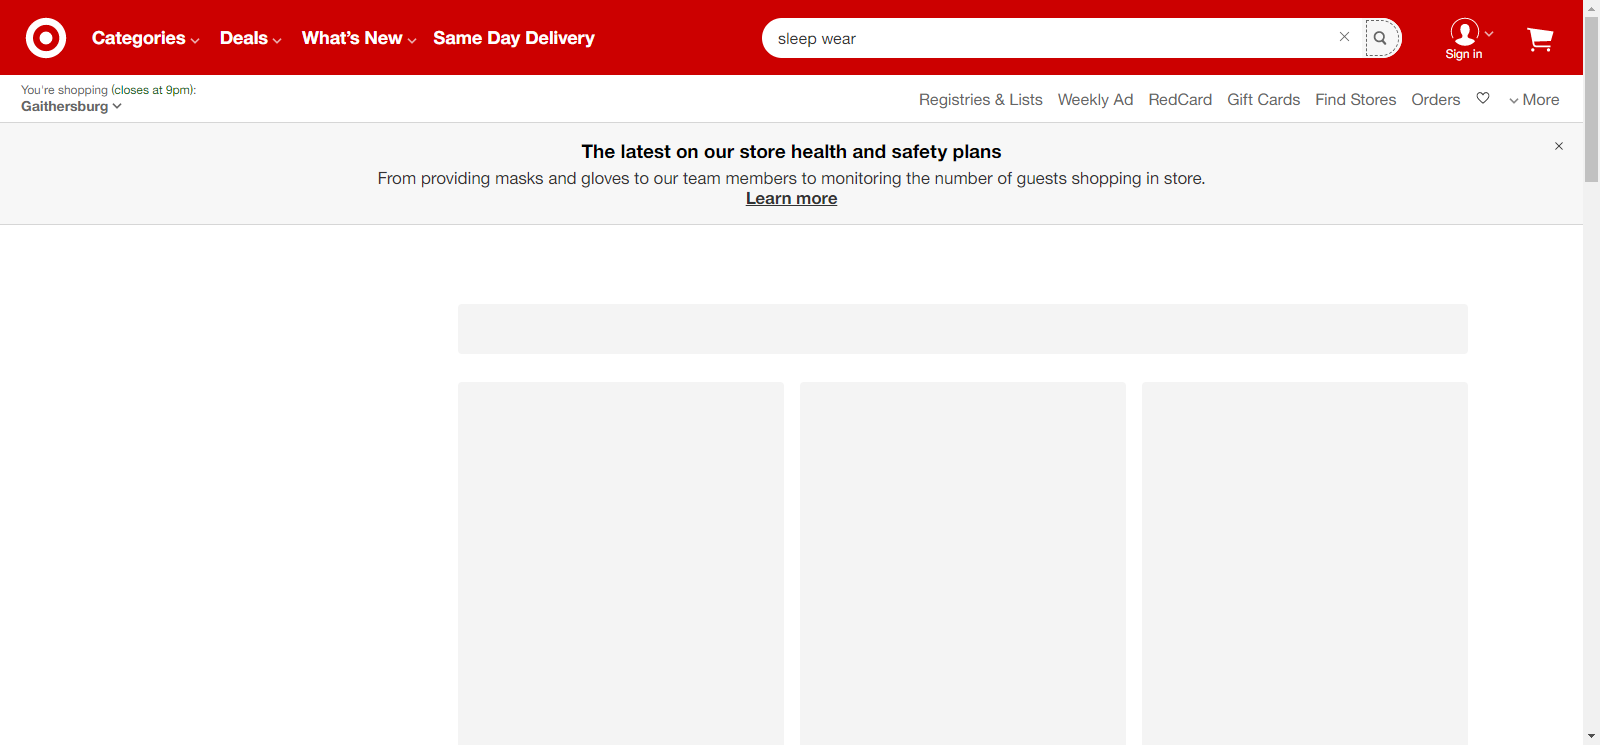 Categories
Deals
What's New
Same Day Delivery
sleep wear
Sign in
You're shopping (closes at 9pm):
Gaithersburg
Registries & Lists
Weekly Ad
RedCard
Gift Cards
Find Stores
Orders
More
The latest on our store health and safety plans
From providing masks and gloves to our team members to monitoring the number of guests shopping in store.
Learn more